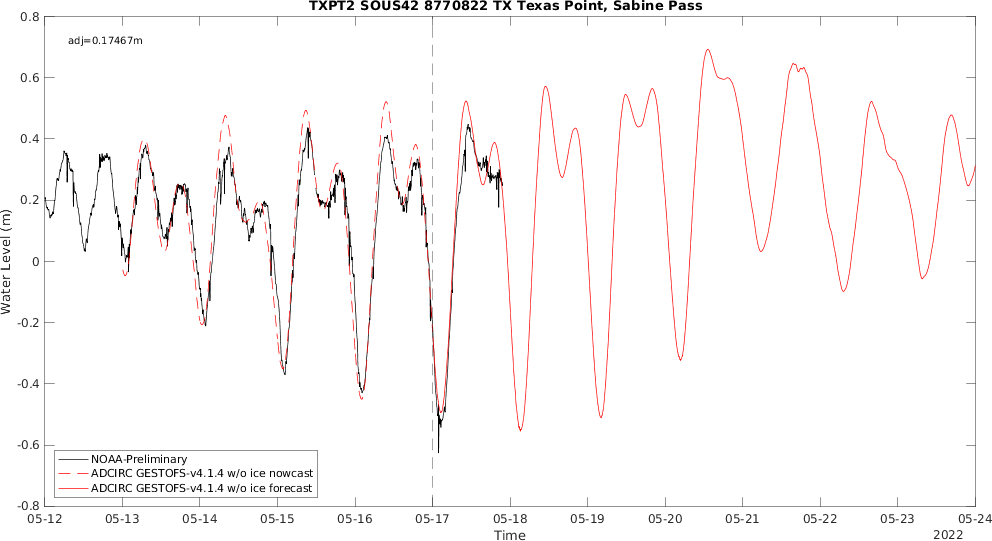 TXPT2 SOUS42 8770822 TX Texas Point, Sabine Pass
adj=0.17467m
0.8
0.6
0.4
0.2
0
-0.2
-0.4
-0.6
-0.8
Water Level (m)
NOAA-Preliminary
ADCIRC GESTOFS-v4.1.4 w/o ice nowcast
ADCIRC GESTOFS-v4.1.4 w/o ice forecast
05-12 05-13 05-14 05-15 05-16 05-17 05-18 05-19 05-20 05-21 05-22 05-23 05-24
Time
2022